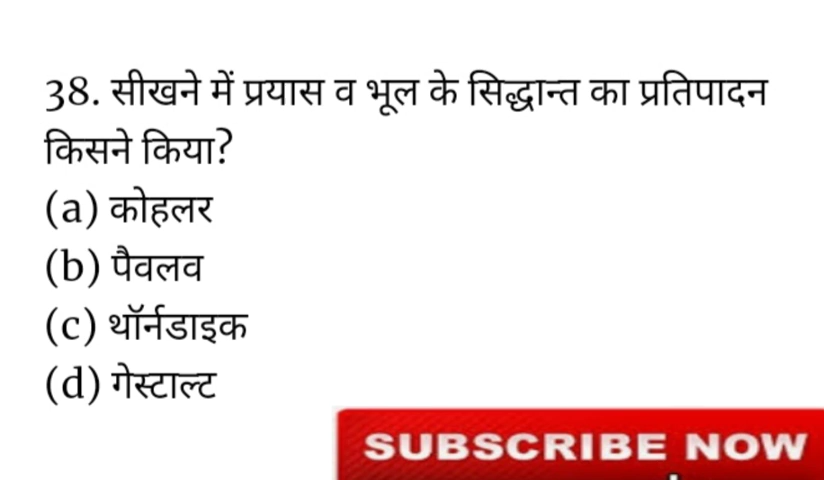 38. सीखने में प्रयास व भूल के सिद्धान्त का प्रतिपादन
किसने किया?
(a) कोहलर
(b) पैवलव
(c) थॉर्नडाइक
(d) गेस्टाल्ट
SUBSCRIBE NOW